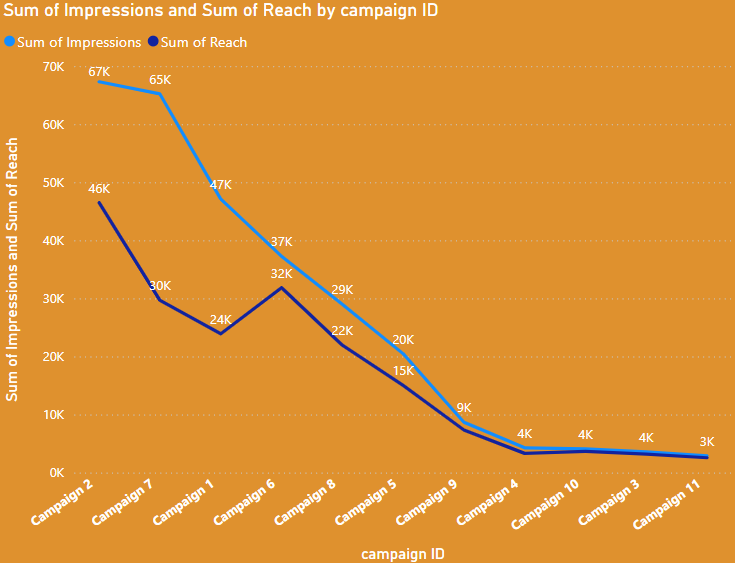 Sum of Impressions and Sum of Reach by campaign ID
Sum of Impressions Sum of Reach
Sum of Impressions and Sum of Reach
70K
60K
50K
40K
30K
20K
10K
0K
67K
65K
47K
37K
29K
20K
9K
4K
4K
4K
3K
46K
30K
24K
32K
22K
15K
Campaign 2
Campaign 7
Campaign 1
Campaign 6
Campaign 8
Campaign 5
Campaign 9
Campaign 4
Campaign 10
Campaign 3
Campaign 11
campaign ID